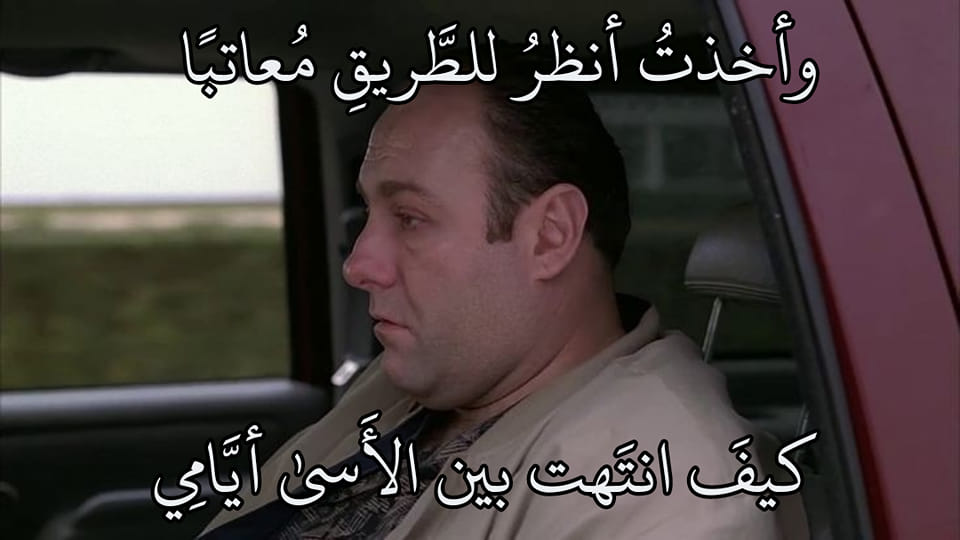 وأخذتُ أنظرُ للطَّريقِ مُعاتبًا
كيفَ انتَهت بين الأَسىٰ أيَّامِي